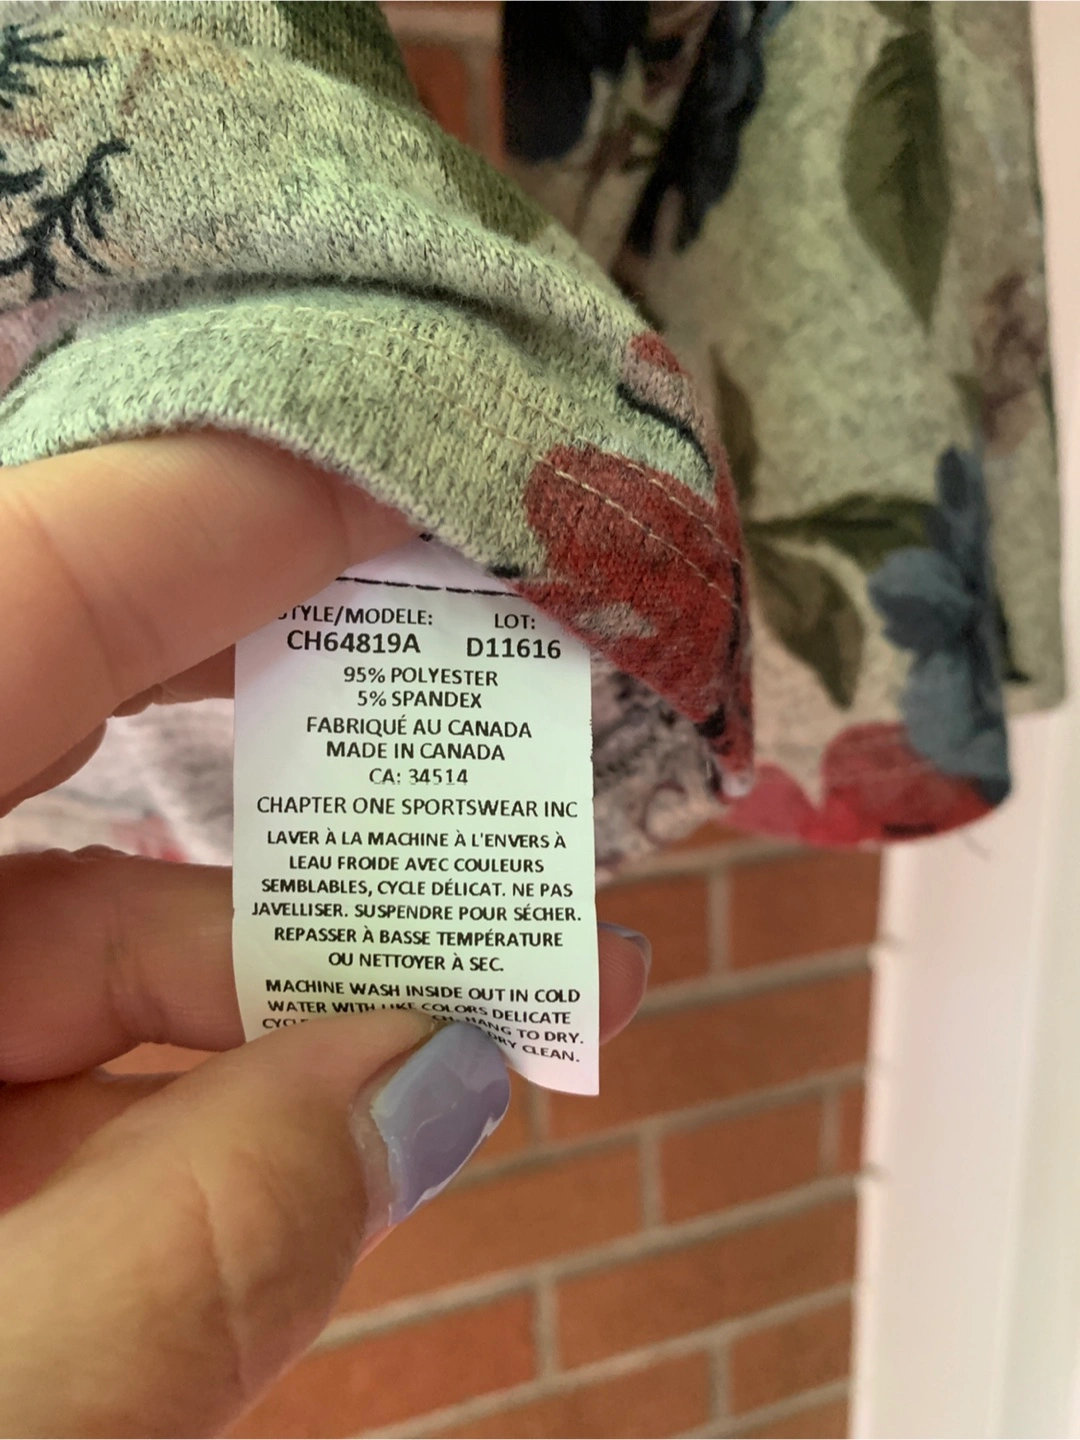 STYLE/MODELE: LOT:
CH64819A D11616
95% POLYESTER
5% SPANDEX
FABRIQUÉ AU CANADA
MADE IN CANADA
CA: 34514
CHAPTER ONE SPORTSWEAR INC
LAVER À LA MACHINE À L'ENVERS À
LEAU FROIDE AVEC COULEURS
SEMBLABLES, CYCLE DÉLICAT. NE PAS
JAVELLISER. SUSPENDRE POUR SÉCHER.
REPASSER À BASSE TEMPÉRATURE
OU NETTOYER À SEC.
MACHINE WASH INSIDE OUT IN COLD
WATER WITH LIKE COLORS DELICATE
HANG TO DRY.
DRY CLEAN.